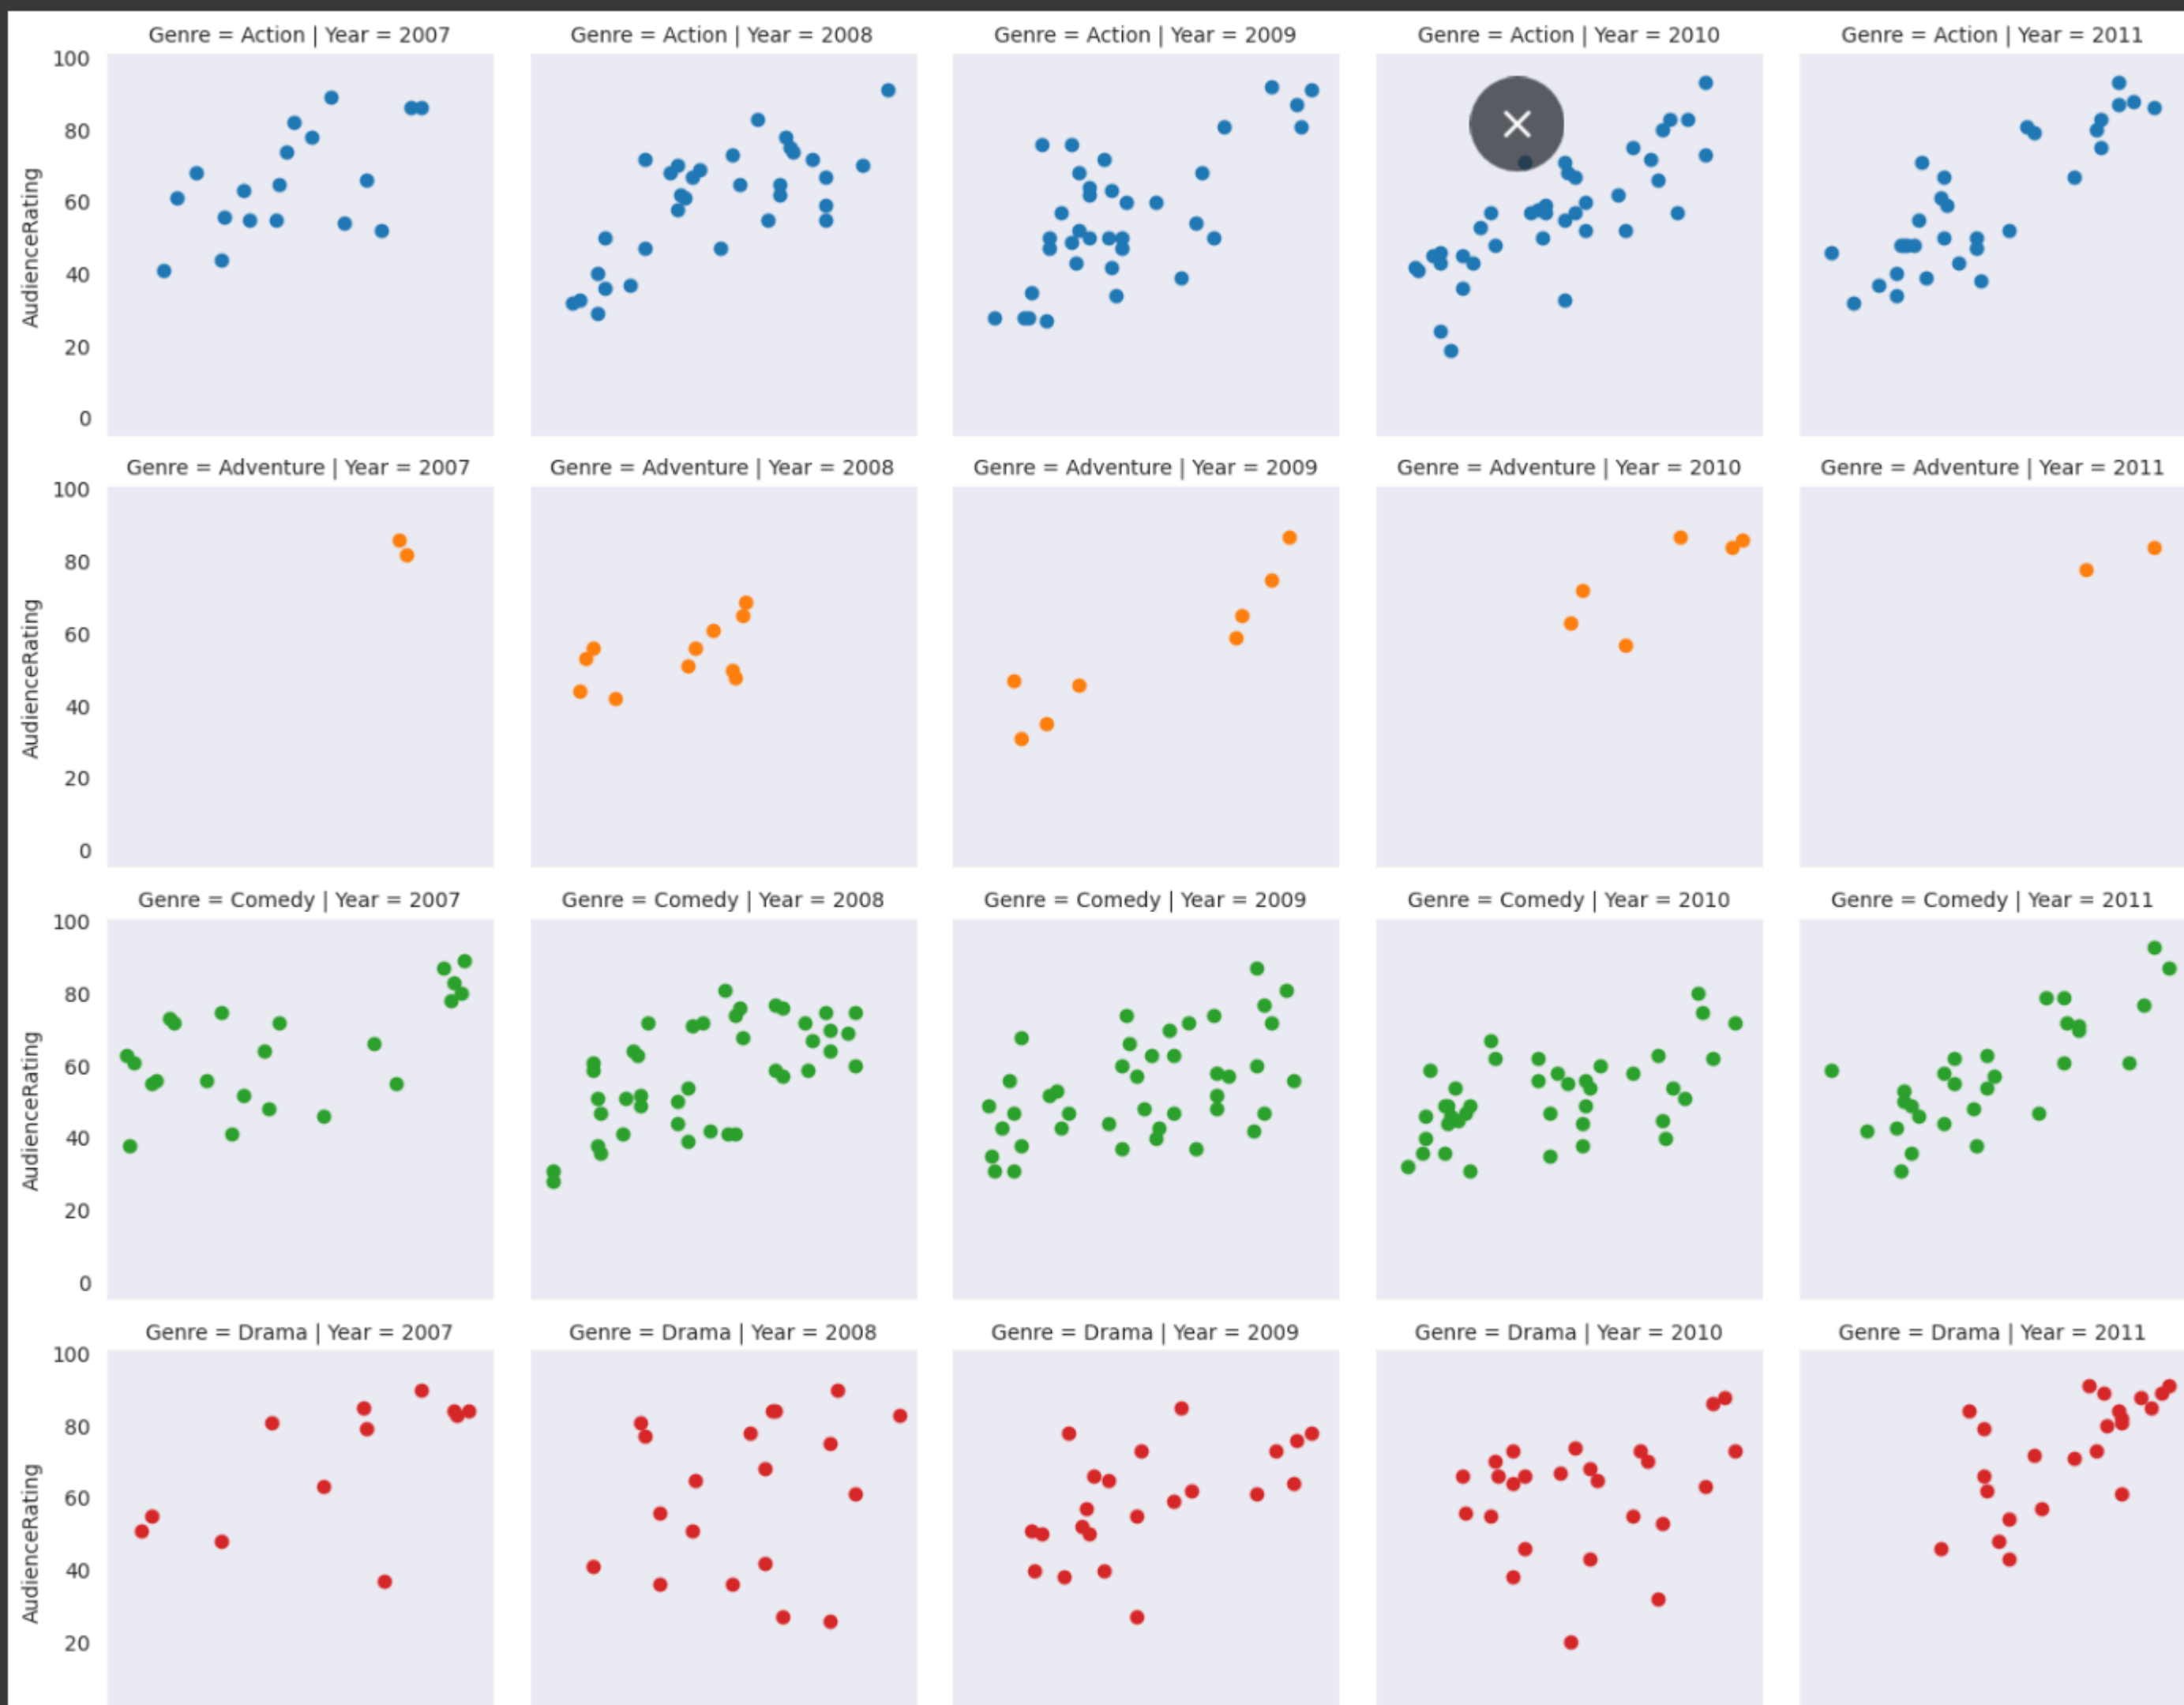 Genre = Action | Year = 2007
Genre = Action | Year = 2008
Genre = Action | Year = 2009
Genre = Action | Year = 2010
Genre = Action | Year = 2011
100
80
60
40
20
0
AudienceRating
Genre = Adventure | Year = 2007
Genre = Adventure | Year = 2008
Genre = Adventure | Year = 2009
Genre = Adventure | Year = 2010
Genre = Adventure | Year = 2011
100
80
60
40
20
0
AudienceRating
Genre = Comedy | Year = 2007
Genre = Comedy | Year = 2008
Genre = Comedy | Year = 2009
Genre = Comedy | Year = 2010
Genre = Comedy | Year = 2011
100
80
60
40
20
0
AudienceRating
Genre = Drama | Year = 2007
Genre = Drama | Year = 2008
Genre = Drama | Year = 2009
Genre = Drama | Year = 2010
Genre = Drama | Year = 2011
100
80
60
40
20
AudienceRating